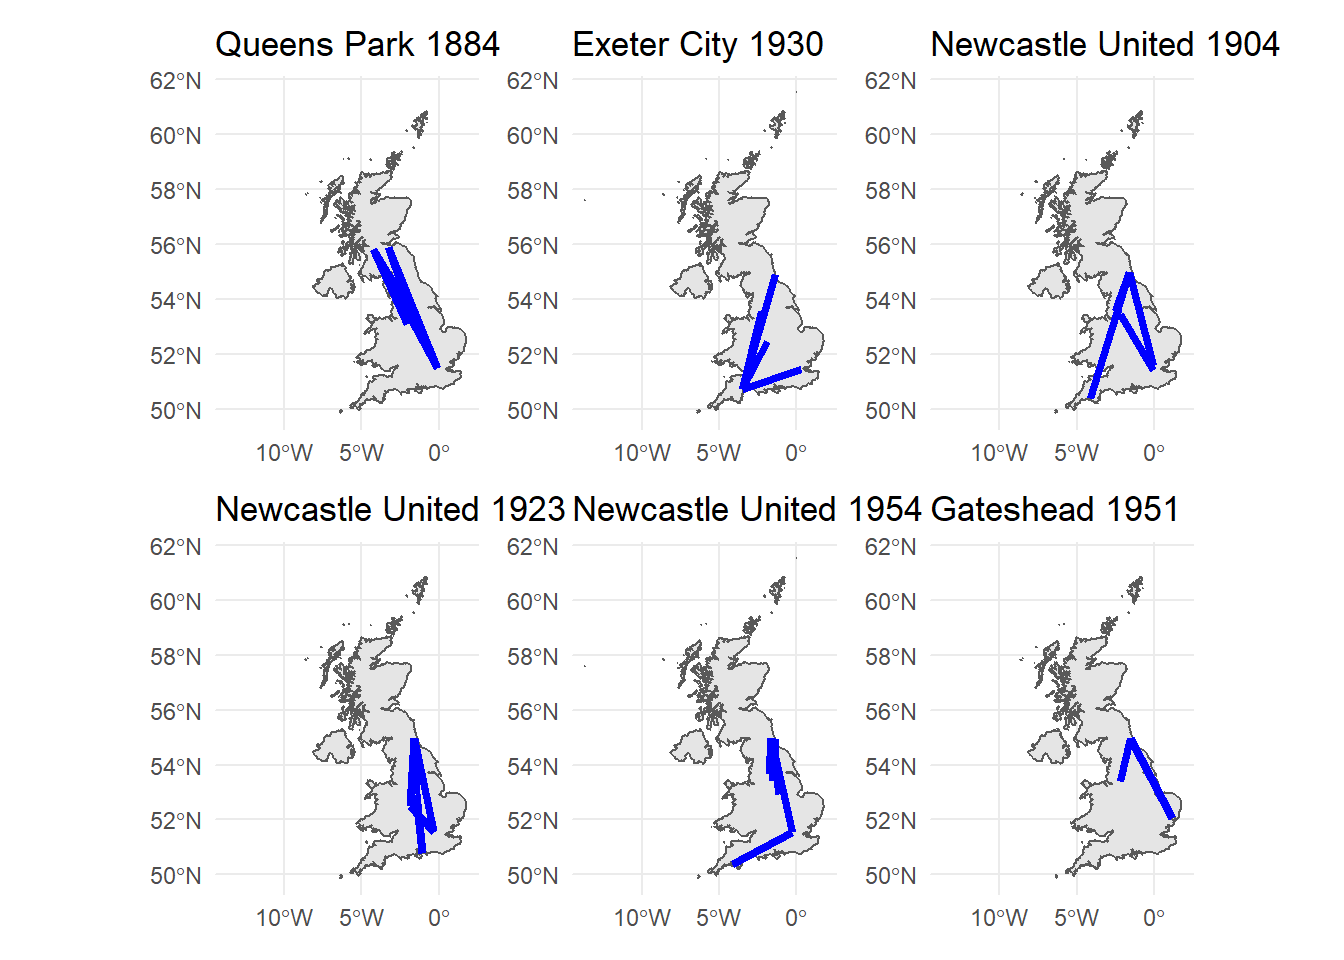 Queens Park 1884 Exeter City 1930 Newcastle United 1904
62°N 62°N 62°N
60°N 60°N 60°N
58°N 58°N 58°N
56°N 56°N 56°N
54°N 54°N 54°N
52°N 52°N 52°N
50°N 50°N 50°N
10°W 5°W 0° 10°W 5°W 0° 10°W 5°W 0°
Newcastle United 1923 Newcastle United 1954 Gateshead 1951
62°N 62°N 62°N
60°N 60°N 60°N
58°N 58°N 58°N
56°N 56°N 56°N
54°N 54°N 54°N
52°N 52°N 52°N
50°N 50°N 50°N
10°W 5°W 0° 10°W 5°W 0° 10°W 5°W 0°